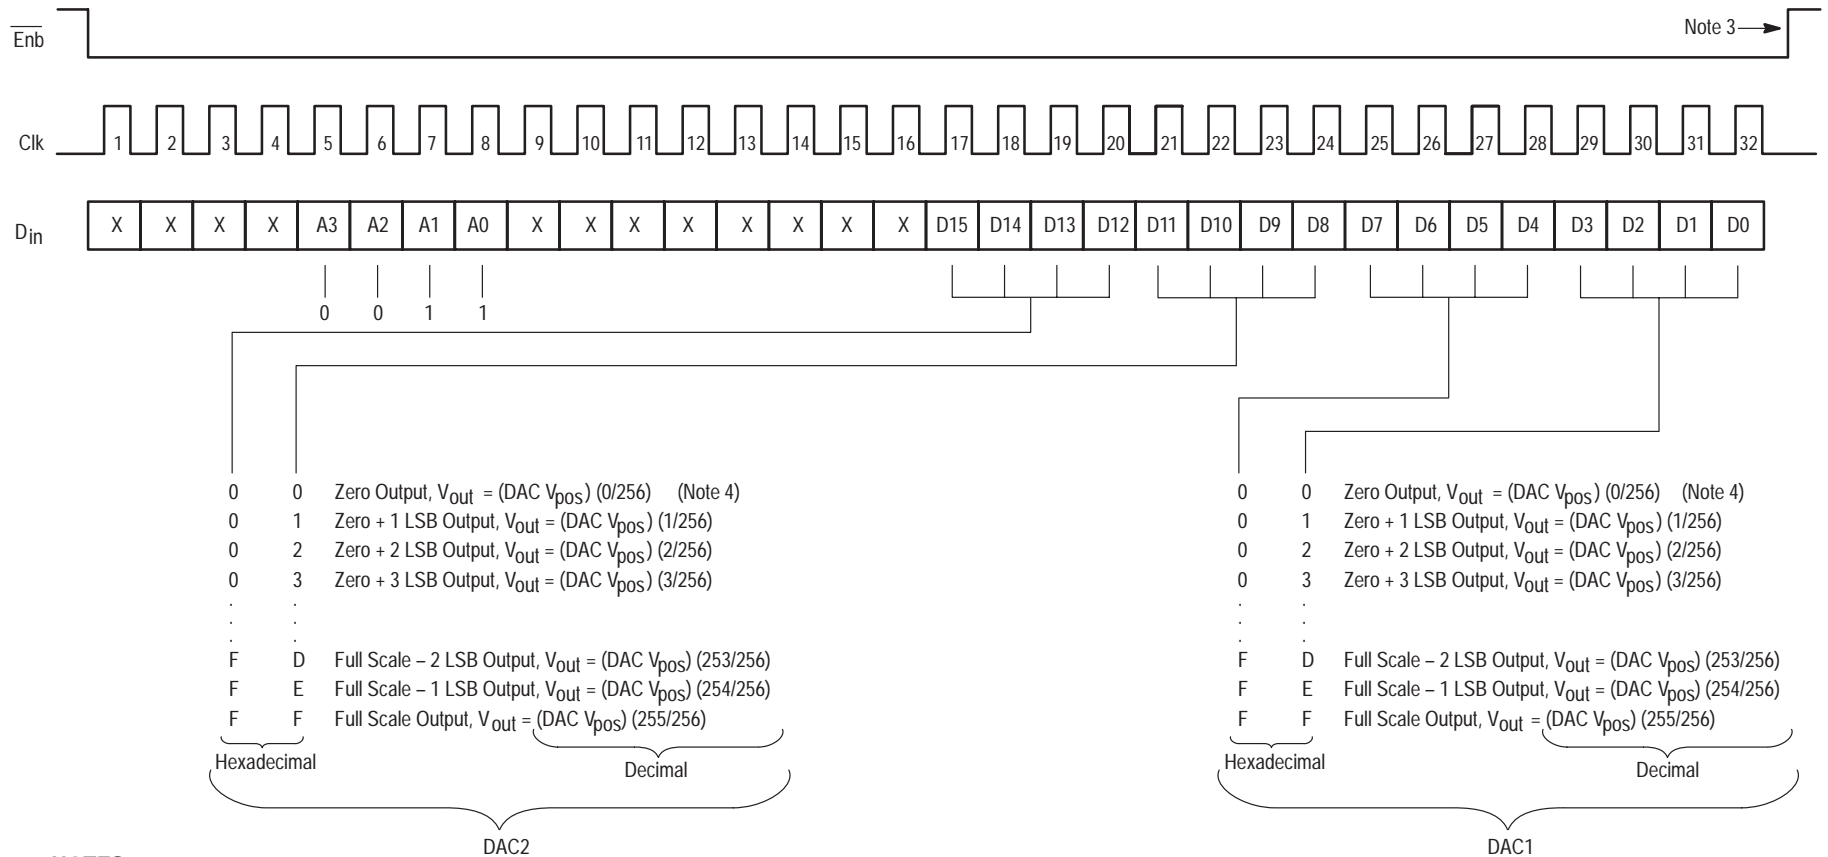 Enb
Note 3
Clk 1 2 3 4 5 6 7 8 9 10 11 12 13 14 15 16 17 18 19 20 21 22 23 24 25 26 27 28 29 30 31 32
Din X X X X A3 A2 A1 A0 X X X X X X X X D15 D14 D13 D12 D11 D10 D9 D8 D7 D6 D5 D4 D3 D2 D1 D0
0 0 1 1
0 0 Zero Output, Vout = (DAC Vpos) (0/256) (Note 4)
0 1 Zero + 1 LSB Output, Vout = (DAC Vpos) (1/256)
0 2 Zero + 2 LSB Output, Vout = (DAC Vpos) (2/256)
0 3 Zero + 3 LSB Output, Vout = (DAC Vpos) (3/256)
. .
. .
. .
F D Full Scale – 2 LSB Output, Vout = (DAC Vpos) (253/256)
F E Full Scale – 1 LSB Output, Vout = (DAC Vpos) (254/256)
F F Full Scale Output, Vout = (DAC Vpos) (255/256)
Hexadecimal
Decimal
DAC2
0 0 Zero Output, Vout = (DAC Vpos) (0/256) (Note 4)
0 1 Zero + 1 LSB Output, Vout = (DAC Vpos) (1/256)
0 2 Zero + 2 LSB Output, Vout = (DAC Vpos) (2/256)
0 3 Zero + 3 LSB Output, Vout = (DAC Vpos) (3/256)
. .
. .
. .
F D Full Scale – 2 LSB Output, Vout = (DAC Vpos) (253/256)
F E Full Scale – 1 LSB Output, Vout = (DAC Vpos) (254/256)
F F Full Scale Output, Vout = (DAC Vpos) (255/256)
Hexadecimal
Decimal
DAC1